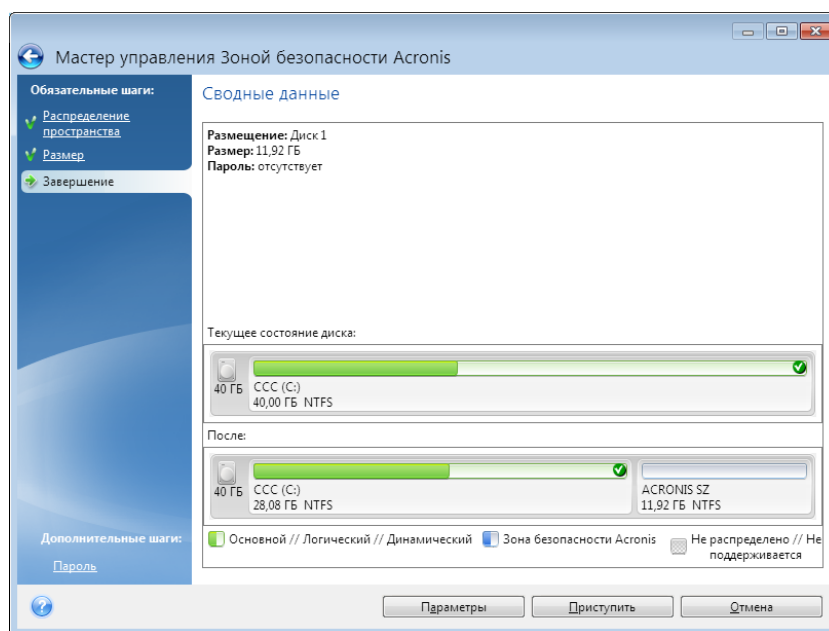 Мастер управления Зоной безопасности Acronis
Обязательные шаги:
Распределение
пространства
Размер
Завершение
Дополнительные шаги:
Пароль
Сводные данные
Размещение: Диск 1
Размер: 11,92 ГБ
Пароль: отсутствует
Текущее состояние диска:
40 ГБ
CCC (C:)
40,00 ГБ NTFS
После:
40 ГБ
CCC (C:)
28,08 ГБ NTFS
ACRONIS SZ
11,92 ГБ NTFS
Основной // Логический // Динамический
Зона безопасности Acronis
Не распределено // Не
поддерживается
?
Параметры
Приступить
Отмена